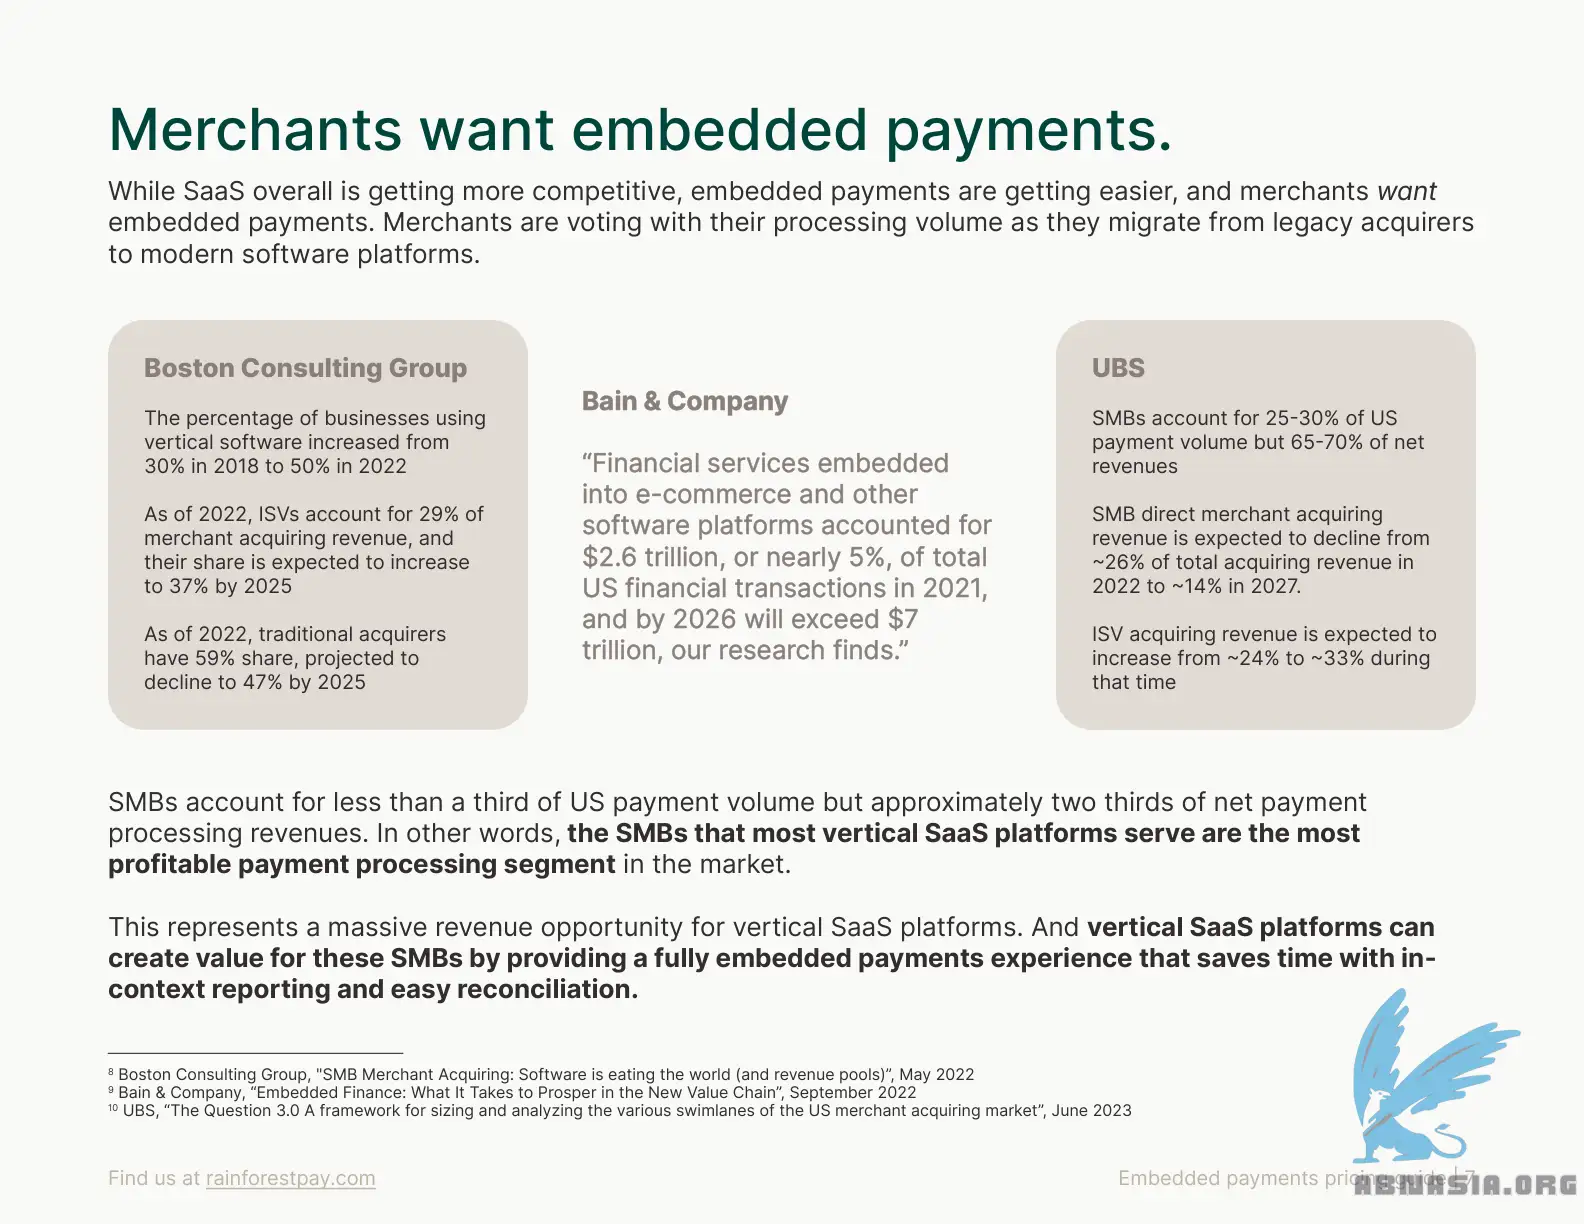 Merchants want embedded payments.
While SaaS overall is getting more competitive, embedded payments are getting easier, and merchants want
embedded payments. Merchants are voting with their processing volume as they migrate from legacy acquirers
to modern software platforms.
Boston Consulting Group
The percentage of businesses using
vertical software increased from
30% in 2018 to 50% in 2022
As of 2022, ISVs account for 29% of
merchant acquiring revenue, and
their share is expected to increase
to 37% by 2025
As of 2022, traditional acquirers
have 59% share, projected to
decline to 47% by 2025
Bain & Company
“Financial services embedded
into e-commerce and other
software platforms accounted for
$2.6 trillion, or nearly 5%, of total
US financial transactions in 2021,
and by 2026 will exceed $7
trillion, our research finds.”
UBS
SMBs account for 25-30% of US
payment volume but 65-70% of net
revenues
SMB direct merchant acquiring
revenue is expected to decline from
~26% of total acquiring revenue in
2022 to ~14% in 2027.
ISV acquiring revenue is expected to
increase from ~24% to ~33% during
that time
SMBs account for less than a third of US payment volume but approximately two thirds of net payment
processing revenues. In other words, the SMBs that most vertical SaaS platforms serve are the most
profitable payment processing segment in the market.
This represents a massive revenue opportunity for vertical SaaS platforms. And vertical SaaS platforms can
create value for these SMBs by providing a fully embedded payments experience that saves time with in-
context reporting and easy reconciliation.
⁸ Boston Consulting Group, "SMB Merchant Acquiring: Software is eating the world (and revenue pools)”, May 2022
⁹ Bain & Company, “Embedded Finance: What It Takes to Prosper in the New Value Chain”, September 2022
¹⁰ UBS, “The Question 3.0 A framework for sizing and analyzing the various swimlanes of the US merchant acquiring market”, June 2023
Find us at rainforestpay.com
Embedded payments pricing guide | 7
ABWASIA.ORG